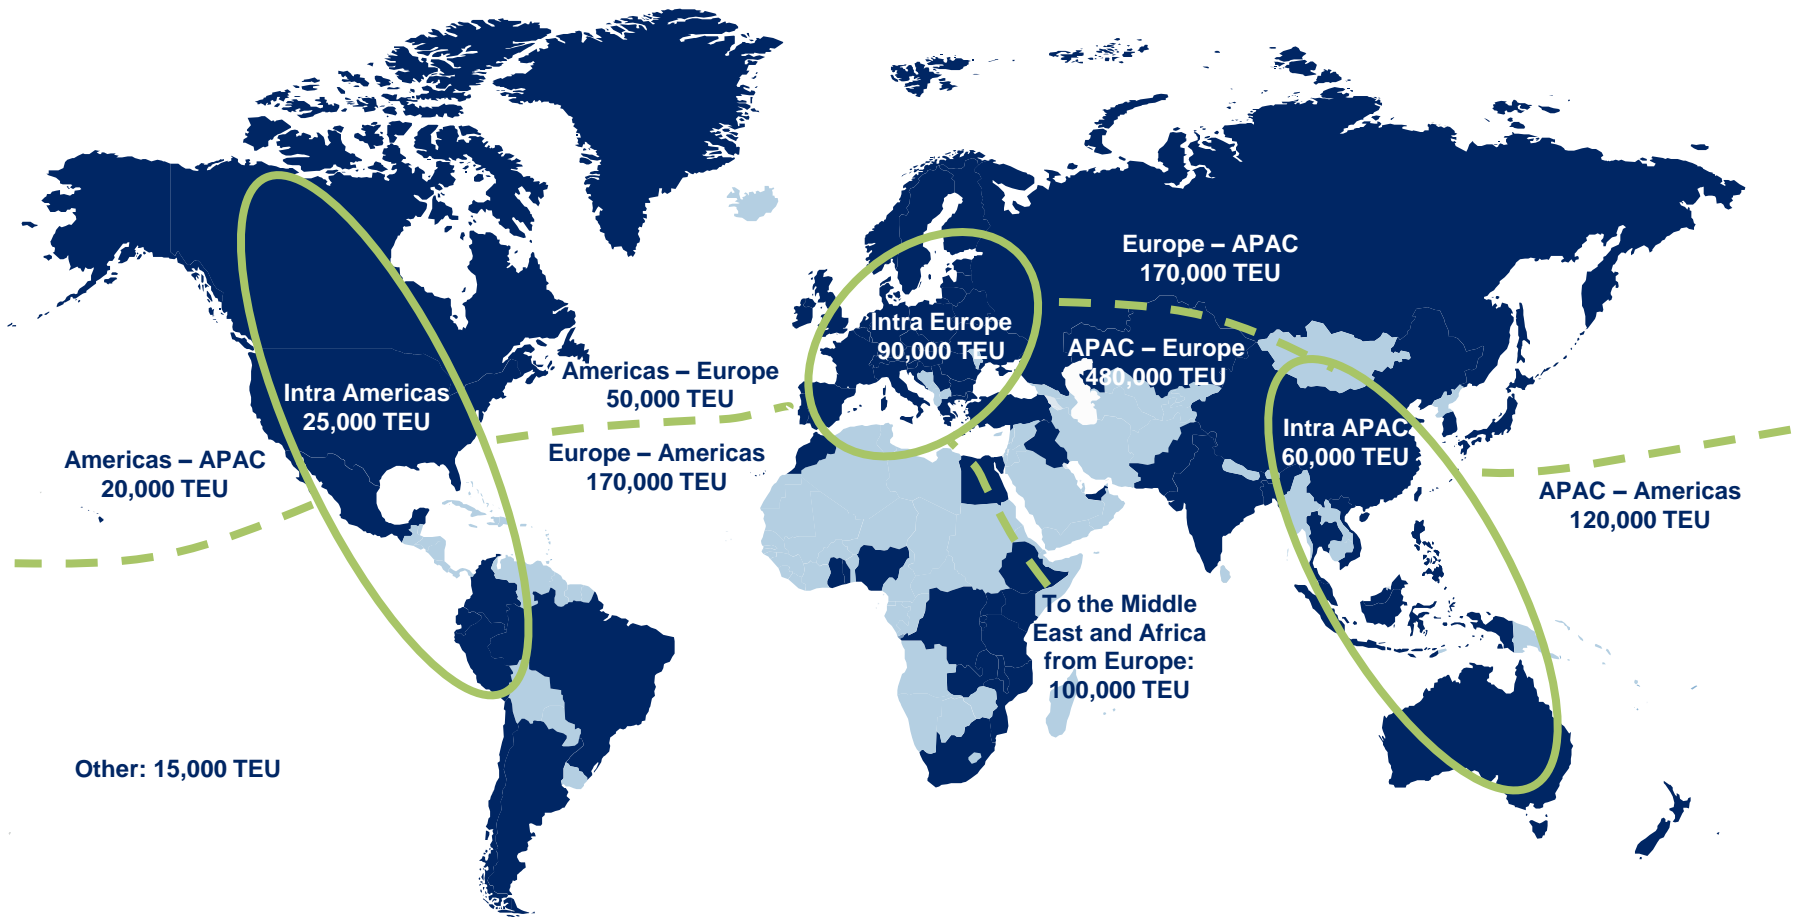 Europe – APAC
170,000 TEU
Intra Europe
90,000 TEU
APAC – Europe
480,000 TEU
Americas – Europe
50,000 TEU
Intra Americas
25,000 TEU
Intra APAC
60,000 TEU
Europe – Americas
170,000 TEU
Americas – APAC
20,000 TEU
APAC – Americas
120,000 TEU
To the Middle
East and Africa
from Europe:
100,000 TEU
Other: 15,000 TEU